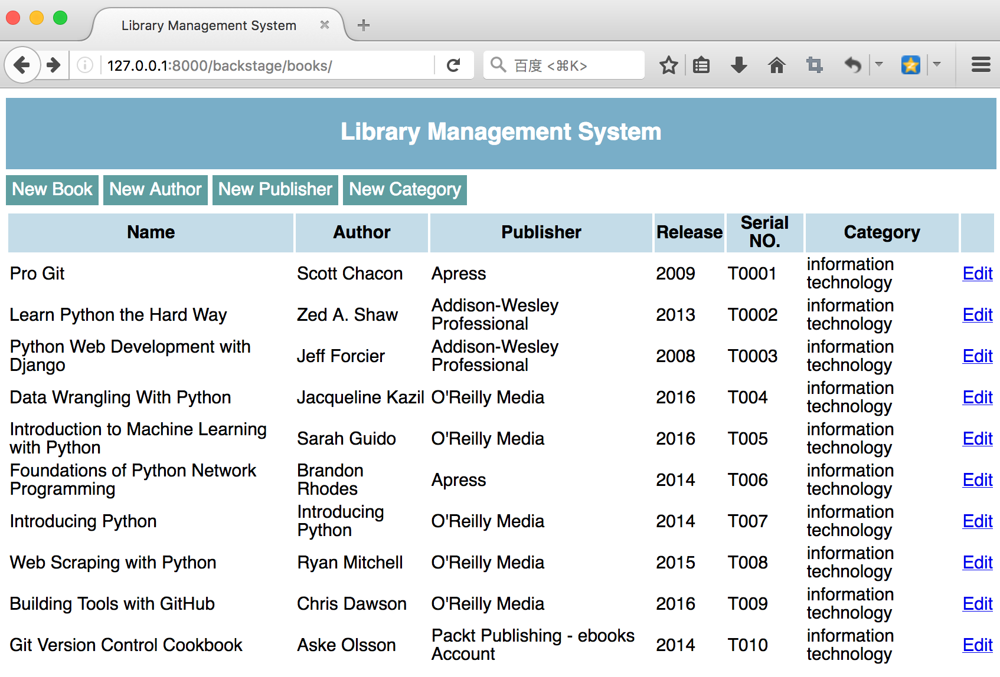 Library Management System
127.0.0.1:8000/backstage/books/
百度 <⌘K>
Library Management System
New Book New Author New Publisher New Category
Name Author Publisher Release Serial NO. Category
Pro Git Scott Chacon Apress 2009 T0001 information technology Edit
Learn Python the Hard Way Zed A. Shaw Addison-Wesley Professional 2013 T0002 information technology Edit
Python Web Development with Django Jeff Forcier Addison-Wesley Professional 2008 T0003 information technology Edit
Data Wrangling With Python Jacqueline Kazil O'Reilly Media 2016 T004 information technology Edit
Introduction to Machine Learning with Python Sarah Guido O'Reilly Media 2016 T005 information technology Edit
Foundations of Python Network Programming Brandon Rhodes Apress 2014 T006 information technology Edit
Introducing Python Introducing Python O'Reilly Media 2014 T007 information technology Edit
Web Scraping with Python Ryan Mitchell O'Reilly Media 2015 T008 information technology Edit
Building Tools with GitHub Chris Dawson O'Reilly Media 2016 T009 information technology Edit
Git Version Control Cookbook Aske Olsson Packt Publishing - ebooks Account 2014 T010 information technology Edit